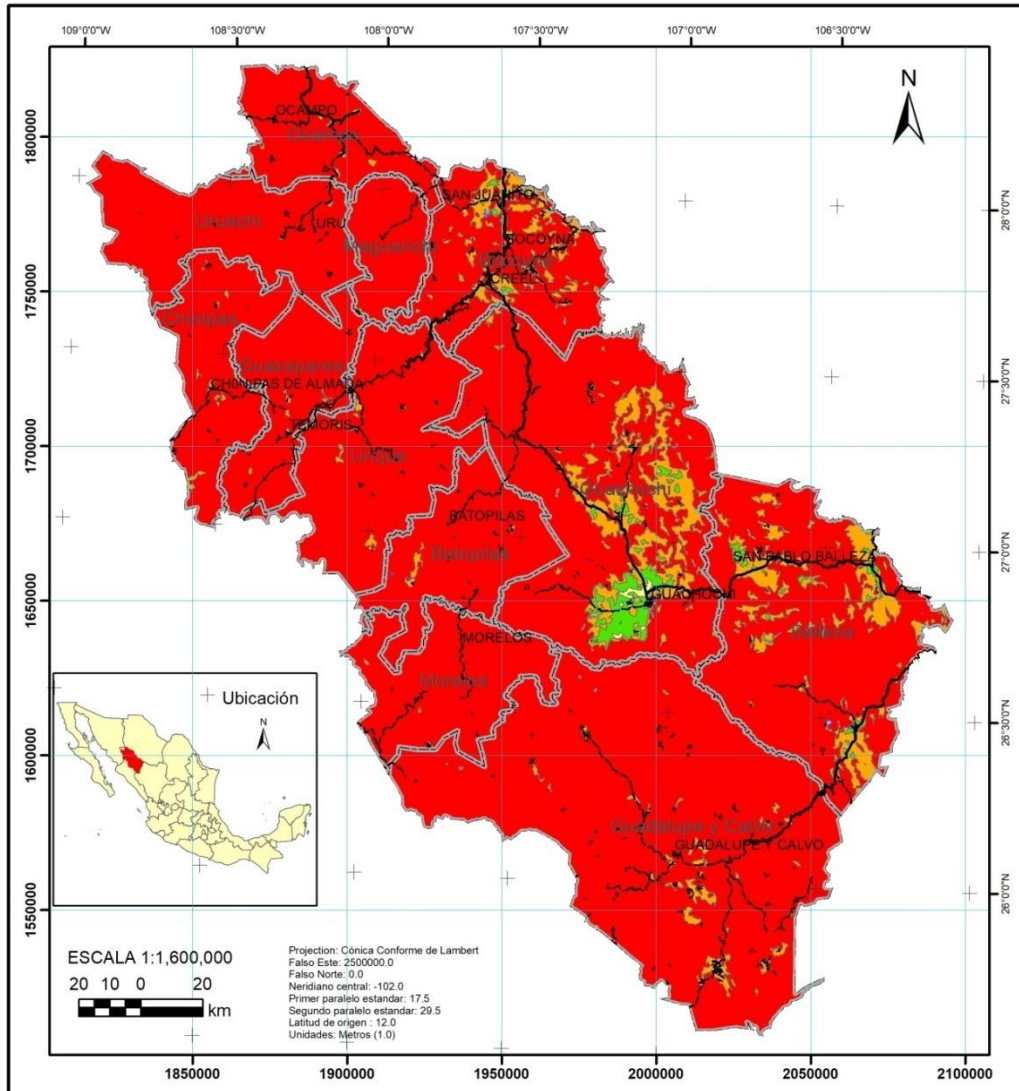 109°0'0"W 108°30'0"W 108°0'0"W 107°30'0"W 107°0'0"W 106°30'0"W
N
1800000
1750000
1700000
1650000
1600000
1550000
28°0'0"N
27°30'0"N
27°0'0"N
26°30'0"N
26°0'0"N
OCAMPO
Ocampo
SAN JUANITO
Uruachi
URU
Maguarichi
BOCOYNA
Bocoyna
CREEL
Chinipas
Guazapares
CH0NIPAS DE ALMADA
TEMORIS
Urique
Guachochi
BATOPILAS
Batopilas
SAN PABLO BALLEZA
GUACHOCHI
Balleza
MORELOS
Morelos
Guadalupe y Calvo
GUADALUPE Y CALVO
Ubicación
N
ESCALA 1:1,600,000
20 10 0 20
km
Projection: Cónica Conforme de Lambert
Falso Este: 2500000.0
Falso Norte: 0.0
Neridiano central: -102.0
Primer paralelo estandar: 17.5
Segundo paralelo estandar: 29.5
Latitud de origen : 12.0
Unidades: Metros (1.0)
1850000 1900000 1950000 2000000 2050000 2100000